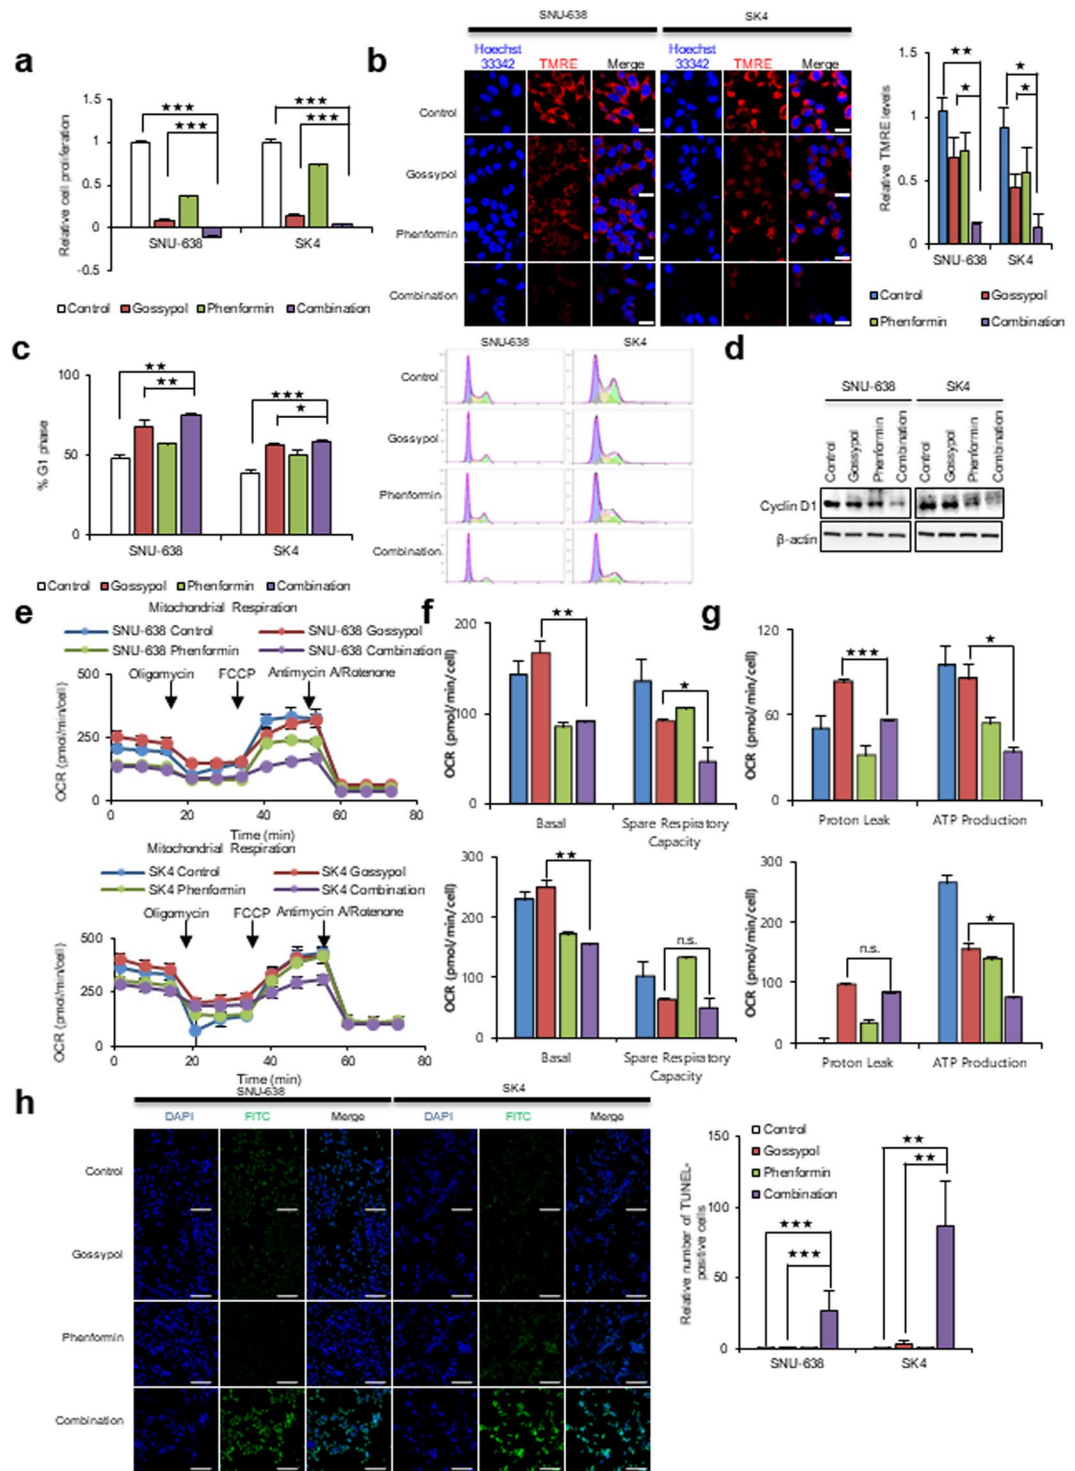 a
1.5
1
0.5
0
-0.5
Relative cell proliferation
★★★
★★★
★★★
★★★
SNU-638
SK4
Control
Gossypol
Phenformin
Combination
b
SNU-638
SK4
Hoechst 33342
TMRE
Merge
Hoechst 33342
TMRE
Merge
Control
Gossypol
Phenformin
Combination
1.5
1
0.5
0
Relative TMRE levels
★★
★
★
★
SNU-638
SK4
Control
Gossypol
Phenformin
Combination
c
100
50
0
% G1 phase
★★
★★
★★★
★
SNU-638
SK4
Control
Gossypol
Phenformin
Combination
SNU-638
SK4
Control
Gossypol
Phenformin
Combination
d
SNU-638
SK4
Control
Gossypol
Phenformin
Combination
Control
Gossypol
Phenformin
Combination
Cyclin D1
β-actin
e
Mitochondrial Respiration
SNU-638 Control
SNU-638 Gossypol
SNU-638 Phenformin
SNU-638 Combination
Oligomycin
FCCP
Antimycin A/Rotenone
500
250
0
OCR (pmol/min/cell)
0
20
40
60
80
Time (min)
Mitochondrial Respiration
SK4 Control
SK4 Gossypol
SK4 Phenformin
SK4 Combination
Oligomycin
FCCP
Antimycin A/Rotenone
500
250
0
OCR (pmol/min/cell)
0
20
40
60
80
Time (min)
f
200
100
0
OCR (pmol/min/cell)
★★
★
Basal
Spare Respiratory
Capacity
300
200
100
0
OCR (pmol/min/cell)
★★
n.s.
Basal
Spare Respiratory
Capacity
g
120
60
0
OCR (pmol/min/cell)
★★★
★
Proton Leak
ATP Production
300
200
100
0
OCR (pmol/min/cell)
n.s.
★
Proton Leak
ATP Production
h
SNU-638
SK4
DAPI
FITC
Merge
DAPI
FITC
Merge
Control
Gossypol
Phenformin
Combination
Control
Gossypol
Phenformin
Combination
150
100
50
0
Relative number of TUNEL-
positive cells
★★★
★★★
★★
★★
SNU-638
SK4